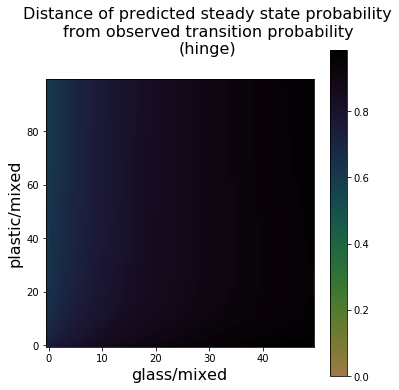 Distance of predicted steady state probability
from observed transition probability
(hinge)
plastic/mixed
80
60
40
20
0
0 10 20 30 40
glass/mixed
0.8
0.6
0.4
0.2
0.0